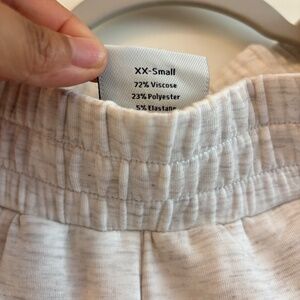 XX-Small
72% Viscose
23% Polyester
5% Elastane